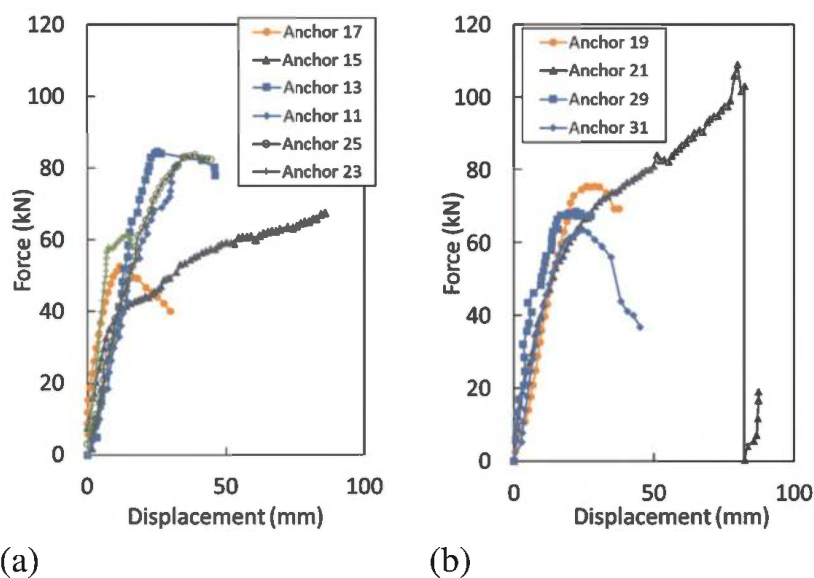 120
100
80
60
40
20
0
Force (kN)
0
50
100
Displacement (mm)
Anchor 17
Anchor 15
Anchor 13
Anchor 11
Anchor 25
Anchor 23
(a)
120
100
80
60
40
20
0
Force (kN)
0
50
100
Displacement (mm)
Anchor 19
Anchor 21
Anchor 29
Anchor 31
(b)